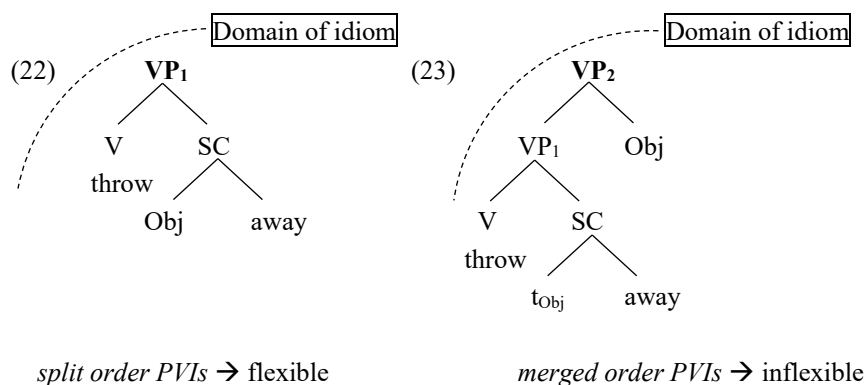 Domain of idiom Domain of idiom
(22) VP₁ (23) VP₂
V SC VP₁ Obj
throw
Obj away V SC
throw
t_Obj away
split order PVIs → flexible merged order PVIs → inflexible